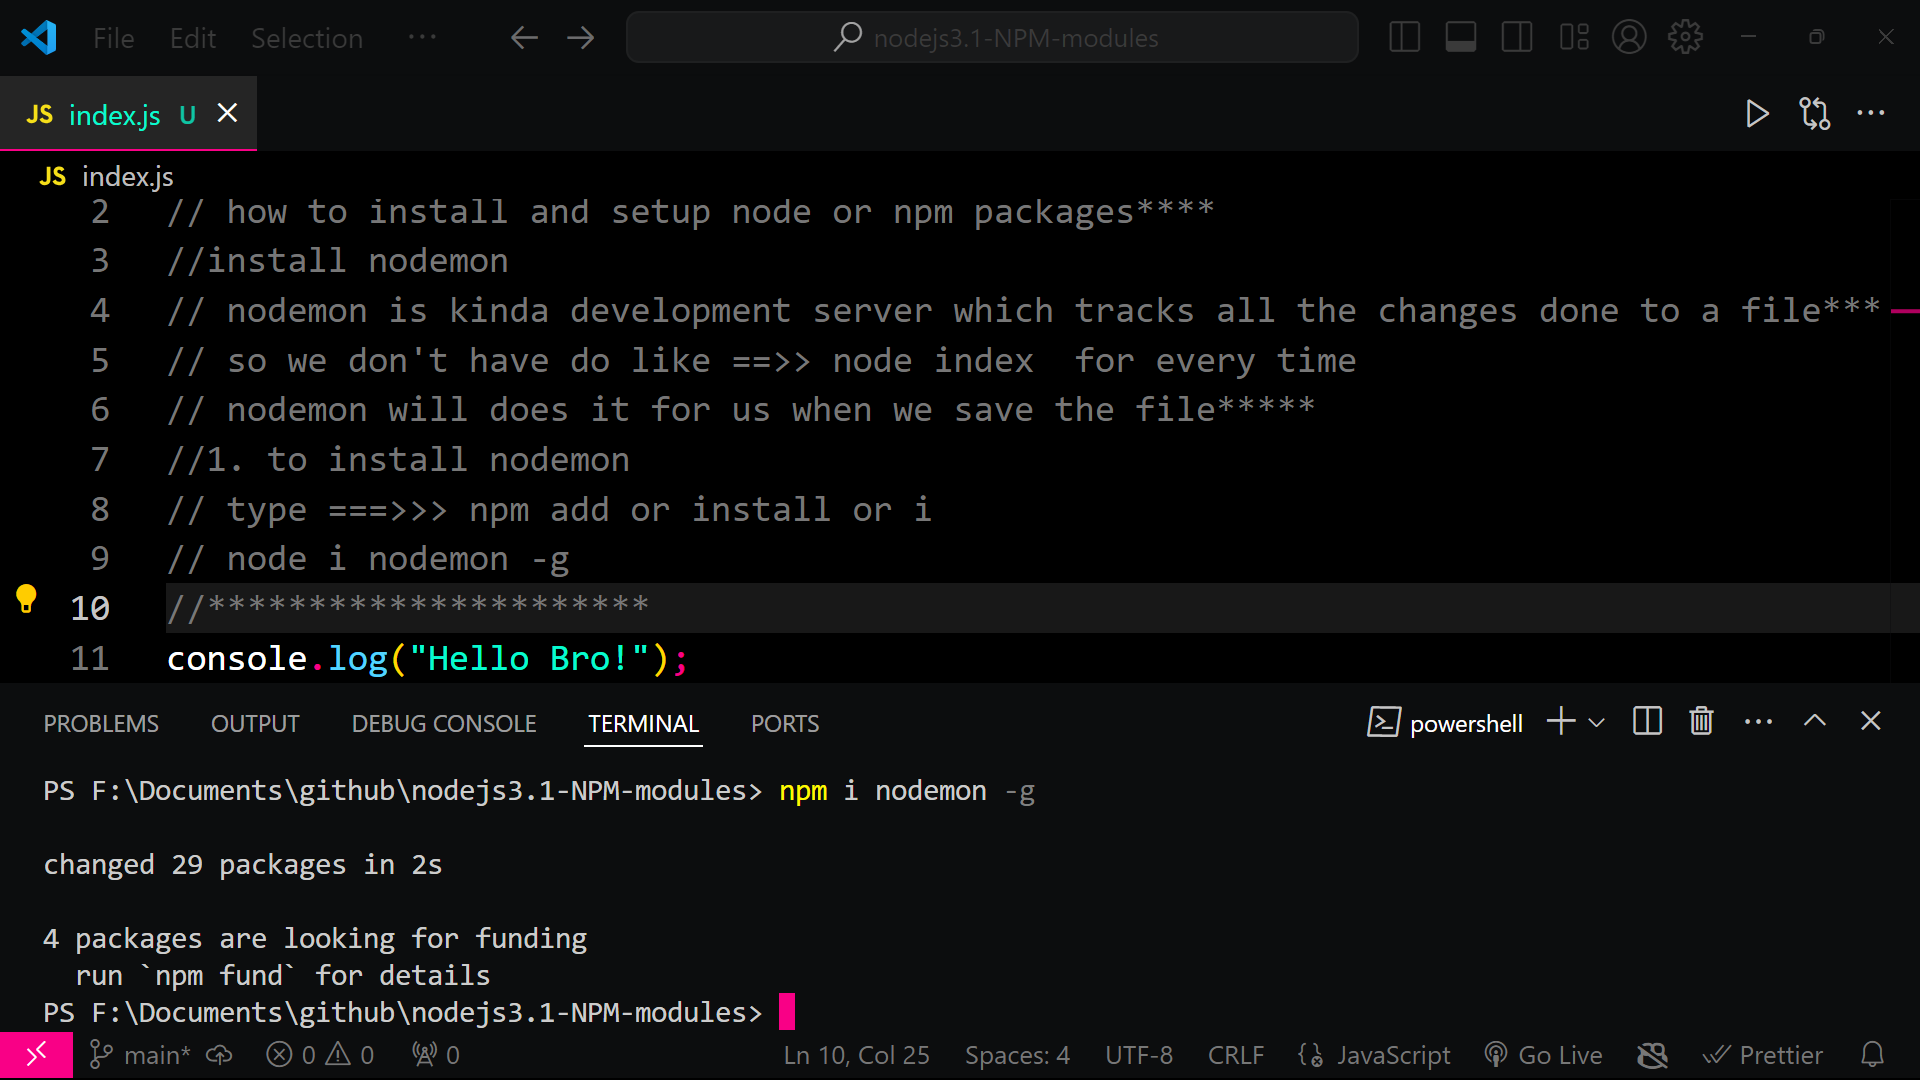 File Edit Selection ··· nodejs3.1-NPM-modules
JS index.js U
JS index.js
2 // how to install and setup node or npm packages****
3 //install nodemon
4 // nodemon is kinda development server which tracks all the changes done to a file***
5 // so we don't have do like ==>> node index  for every time
6 // nodemon will does it for us when we save the file*****
7 //1. to install nodemon
8 // type ===>>> npm add or install or i
9 // node i nodemon -g
10 //**********************
11 console.log("Hello Bro!");
PROBLEMS OUTPUT DEBUG CONSOLE TERMINAL PORTS powershell
PS F:\Documents\github\nodejs3.1-NPM-modules> npm i nodemon -g
changed 29 packages in 2s
4 packages are looking for funding
  run `npm fund` for details
PS F:\Documents\github\nodejs3.1-NPM-modules>
main* 0 0 0 Ln 10, Col 25 Spaces: 4 UTF-8 CRLF JavaScript Go Live Prettier